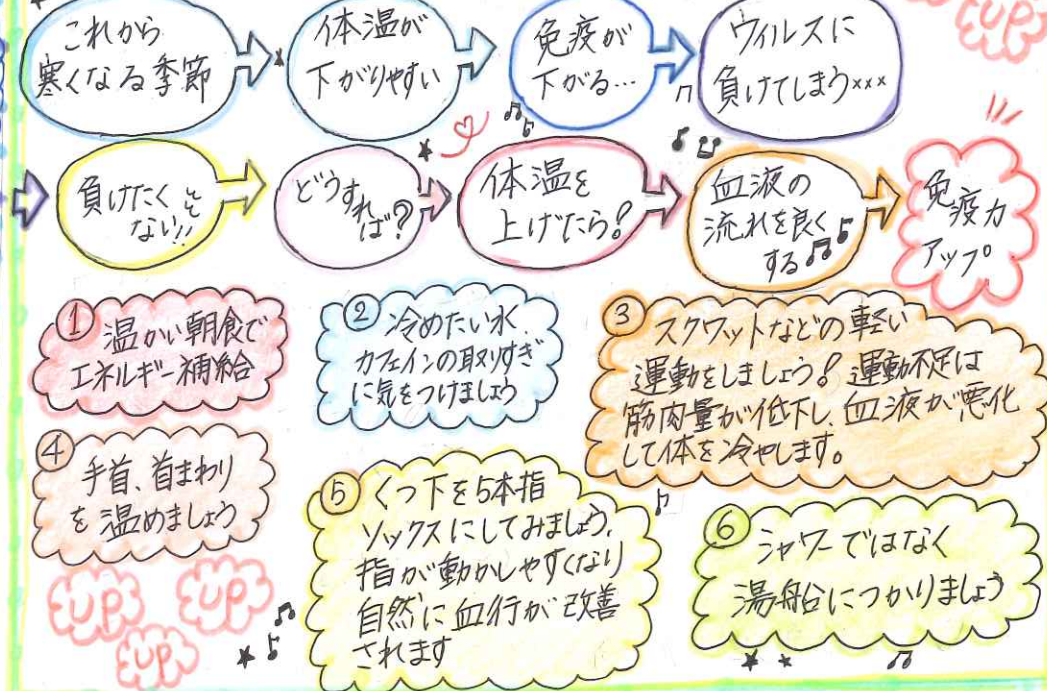 これから
寒くなる季節
体温が
下がりやすい
免疫が
下がる…
ウィルスに
負けてしまう×××
負けたく
ない!!
どうすれ
ば?
体温を
上げたら!
血液の
流れを良く
する
免疫力
アップ
① 温かい朝食で
エネルギー補給
② 冷めたい水
カフェインの取りすぎ
に気をつけましょう
③ スクワットなどの軽い
運動をしましょう!運動不足は
筋肉量が低下し、血液が悪化
して体を冷やします。
④
手首、首まわり
を温めましょう
⑤ くつ下を5本指
ソックスにしてみましょう。
指が動かしやすくなり
自然に血行が改善
されます
⑥ シャワーではなく
湯船につかりましょう
UP!
UP!
UP!
UP!